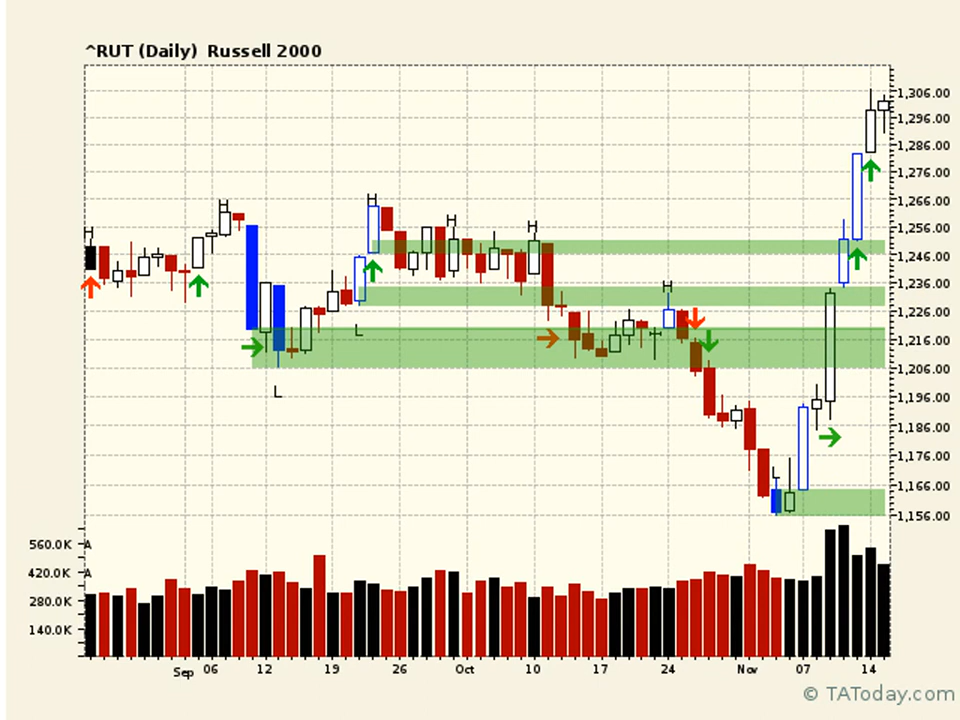 ^RUT (Daily) Russell 2000
1,306.00
1,296.00
1,286.00
1,276.00
1,266.00
1,256.00
1,246.00
1,236.00
1,226.00
1,216.00
1,206.00
1,196.00
1,186.00
1,176.00
1,166.00
1,156.00
H
H
H
H
H
H
L
L
L
560.0K A
420.0K A
280.0K
140.0K
Sep 06 12 19 26 Oct 10 17 24 Nov 07 14
© TAToday.com